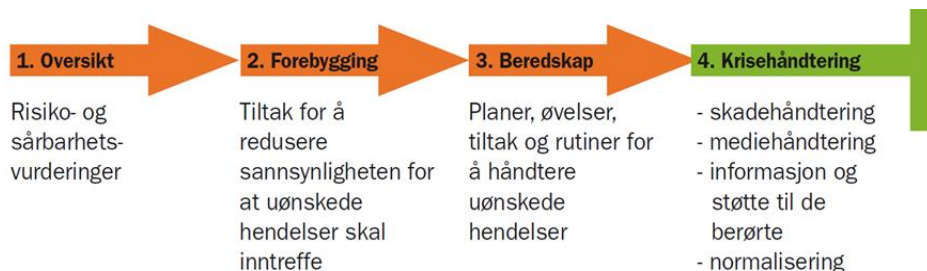 1. Oversikt
Risiko- og
sårbarhets-
vurderinger
2. Forebygging
Tiltak for å
redusere
sannsynligheten for
at uønskede
hendelser skal
inntreffe
3. Beredskap
Planer, øvelser,
tiltak og rutiner for
å håndtere
uønskede
hendelser
4. Krisehåndtering
- skadehåndtering
- mediehåndtering
- informasjon og
støtte til de
berørte
- normalisering